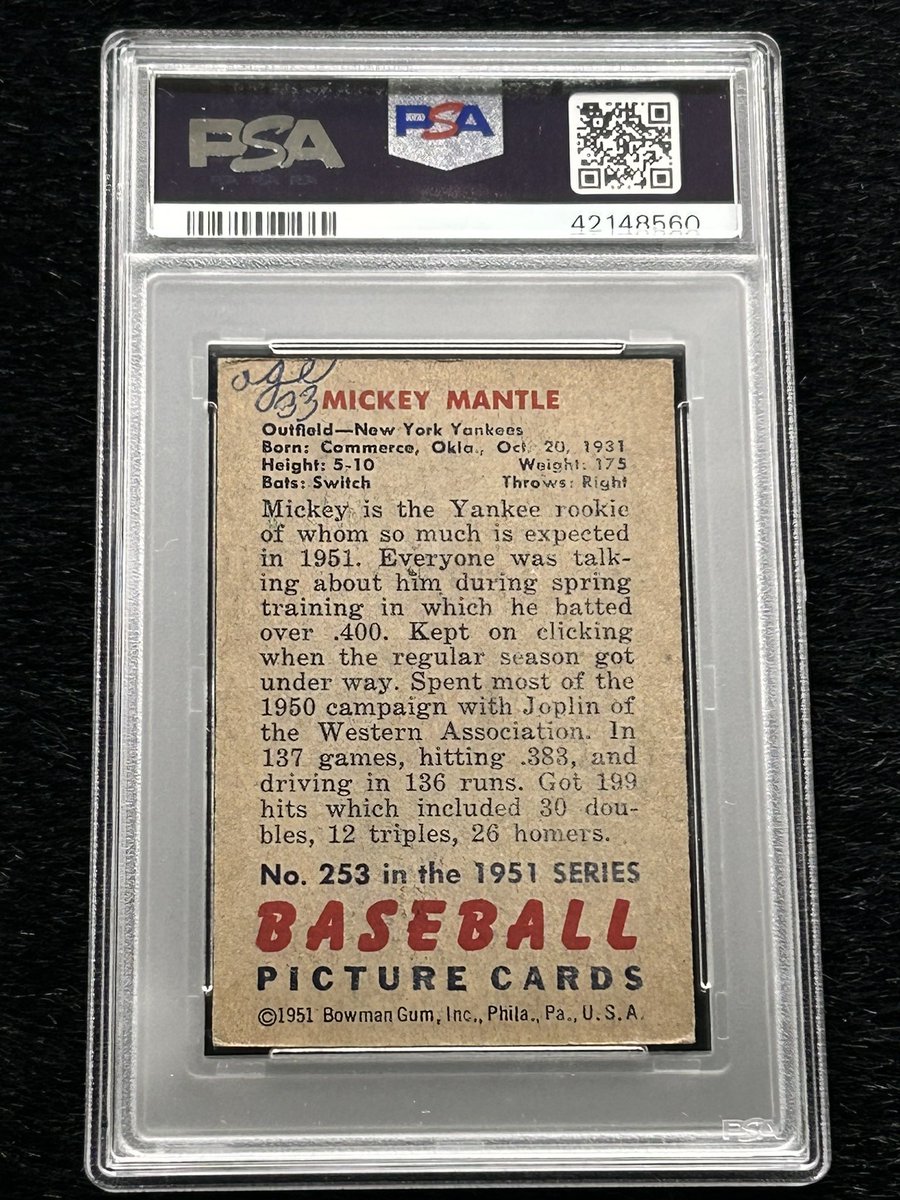 PSA
PSA
42148560
age
33
MICKEY MANTLE
Outfield—New York Yankees
Born: Commerce, Okla., Oct. 20, 1931
Height: 5-10 Weight: 175
Bats: Switch Throws: Right
Mickey is the Yankee rookie
of whom so much is expected
in 1951. Everyone was talk-
ing about him during spring
training in which he batted
over .400. Kept on clicking
when the regular season got
under way. Spent most of the
1950 campaign with Joplin of
the Western Association. In
137 games, hitting .383, and
driving in 136 runs. Got 199
hits which included 30 dou-
bles, 12 triples, 26 homers.
No. 253 in the 1951 SERIES
BASEBALL
PICTURE CARDS
©1951 Bowman Gum, Inc., Phila., Pa., U.S.A.
PSA